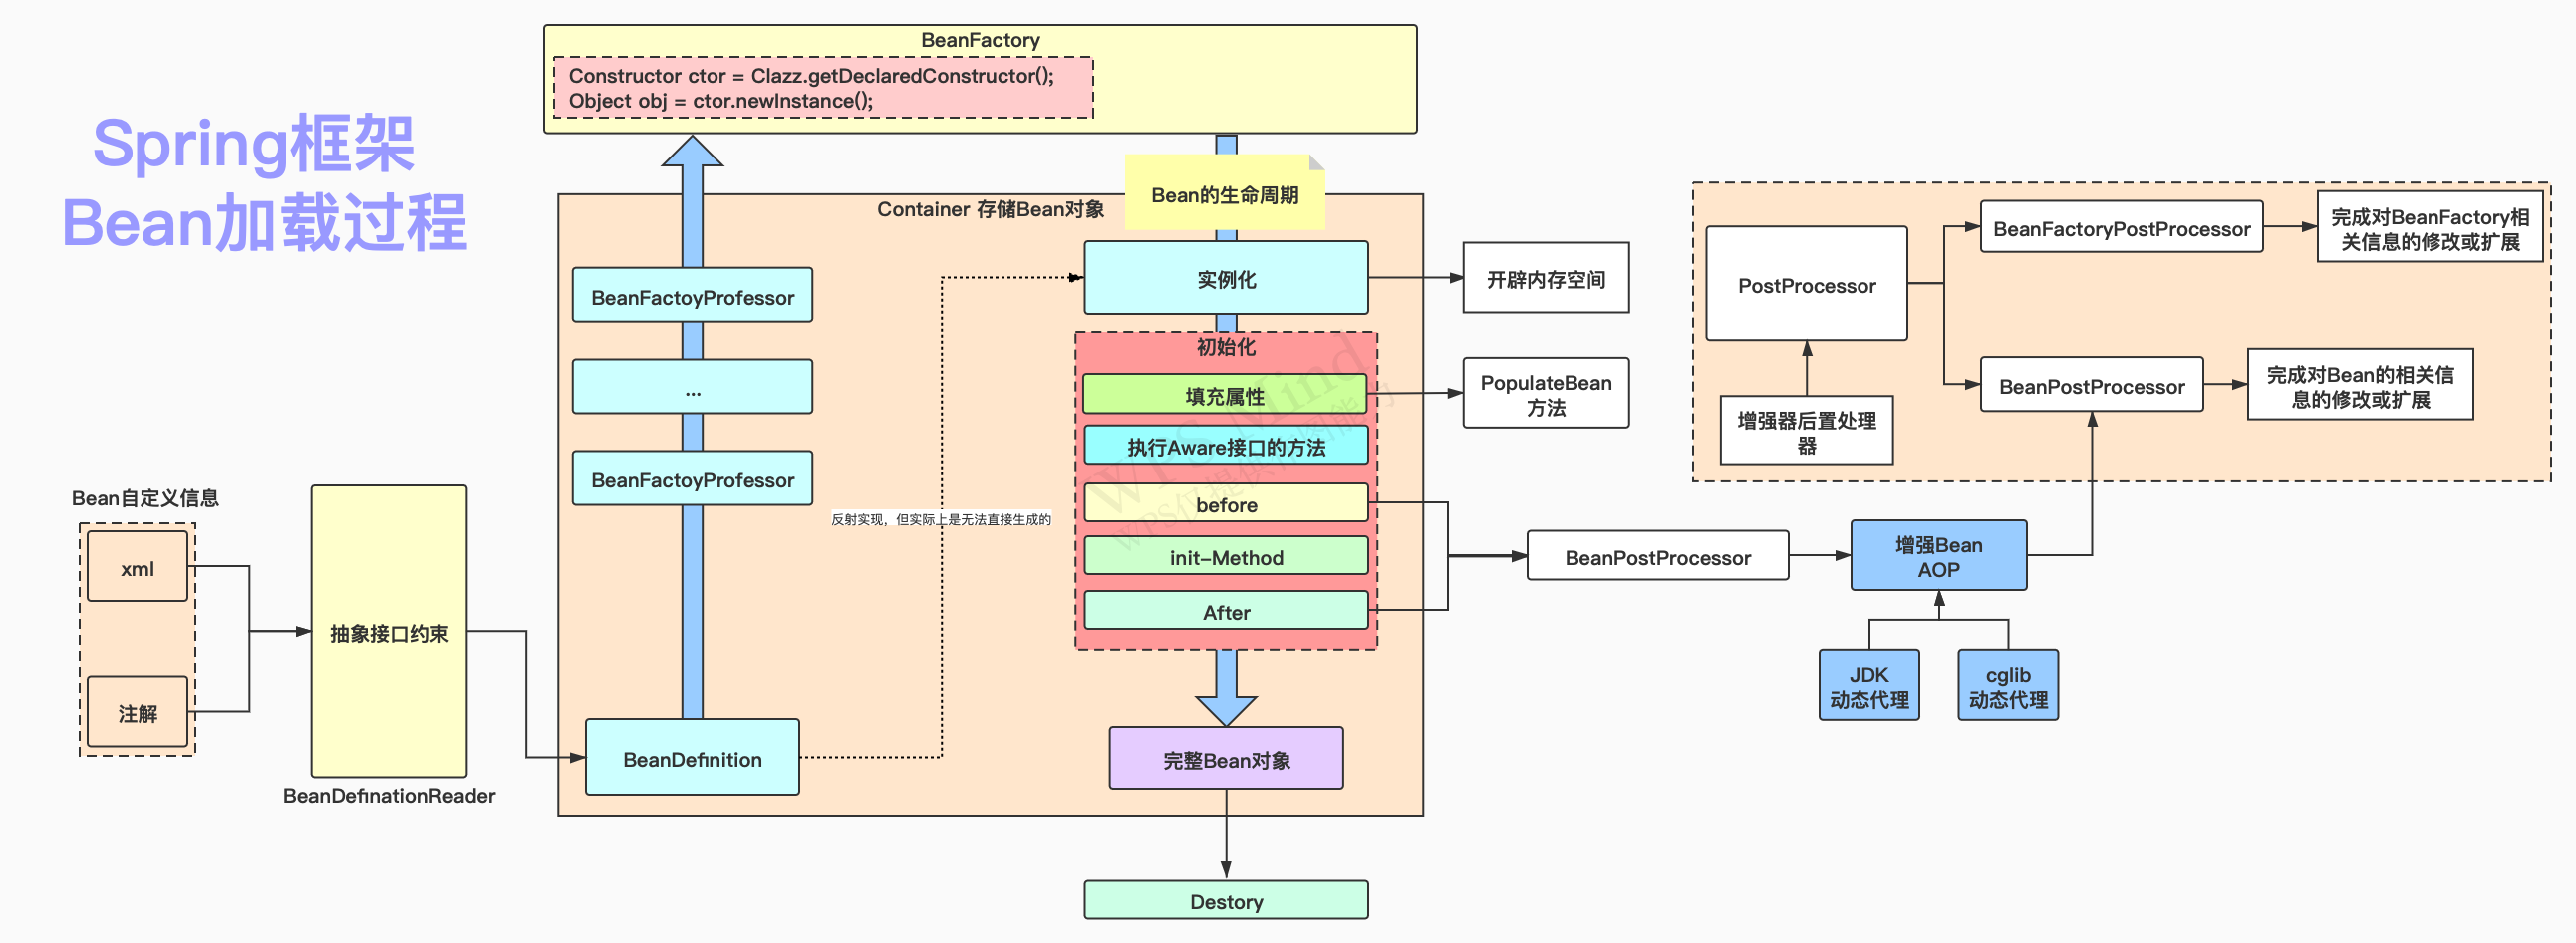 Spring框架
Bean加载过程
BeanFactory
Constructor ctor = Clazz.getDeclaredConstructor();
Object obj = ctor.newInstance();
Bean的生命周期
Container 存储Bean对象
BeanFactoyProfessor
...
BeanFactoyProfessor
反射实现，但实际上是无法直接生成的
BeanDefinition
Bean自定义信息
xml
注解
抽象接口约束
BeanDefinationReader
实例化
开辟内存空间
初始化
填充属性
PopulateBean
方法
执行Aware接口的方法
before
init-Method
After
完整Bean对象
Destory
BeanPostProcessor
增强Bean
AOP
JDK
动态代理
cglib
动态代理
PostProcessor
增强器后置处理
器
BeanFactoryPostProcessor
完成对BeanFactory相
关信息的修改或扩展
BeanPostProcessor
完成对Bean的相关信
息的修改或扩展
WPS Mind